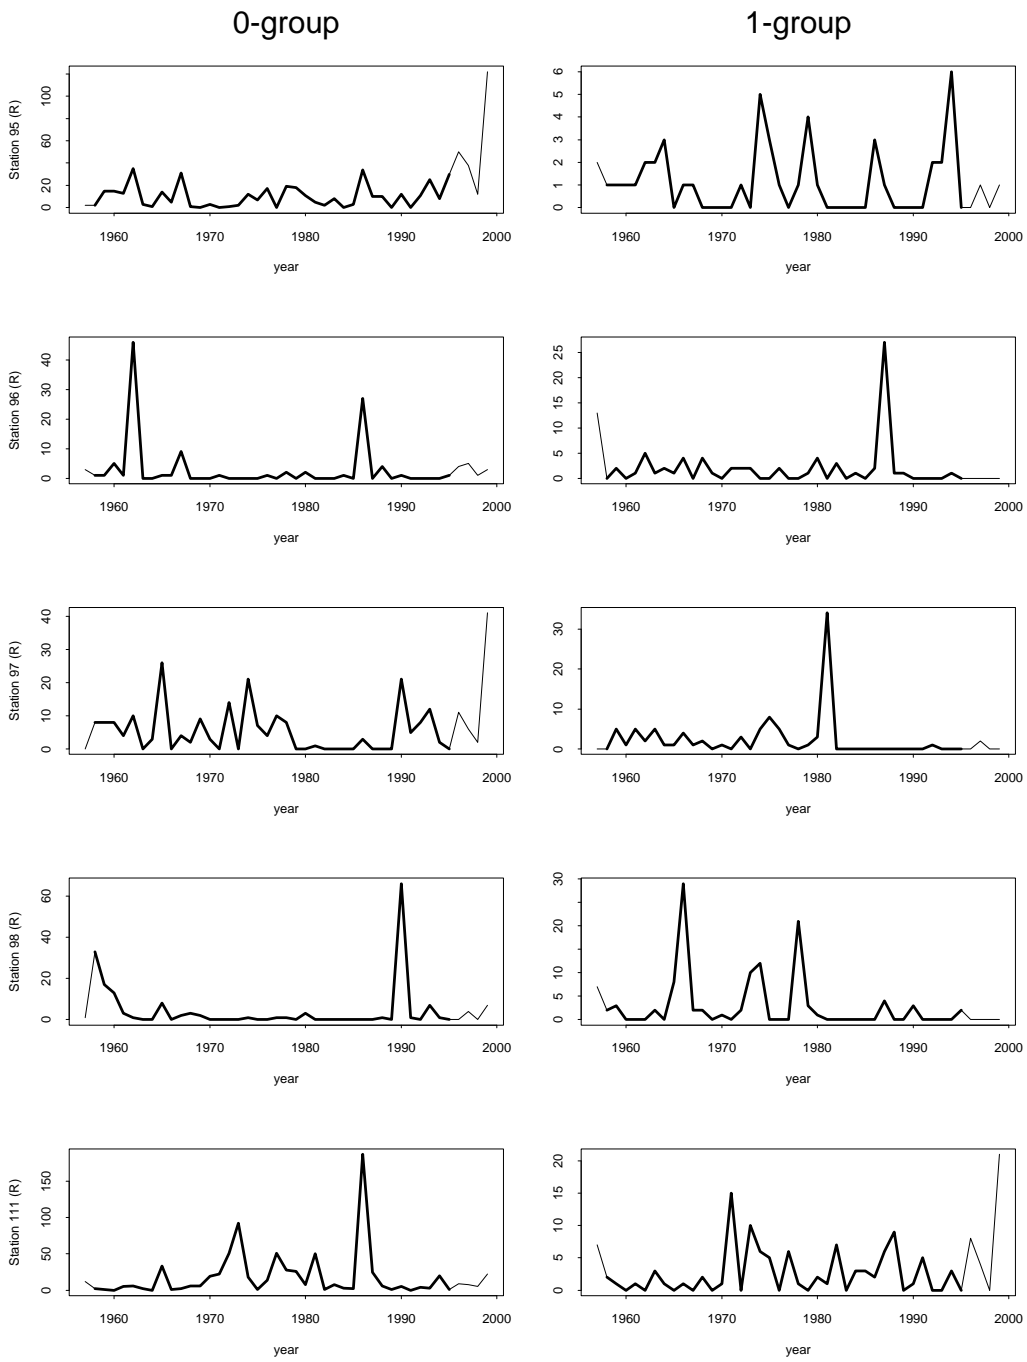 0-group 1-group
Station 95 (R)
0 20 60 100
1960 1970 1980 1990 2000
year
0 1 2 3 4 5 6
1960 1970 1980 1990 2000
year
Station 96 (R)
0 10 20 30 40
1960 1970 1980 1990 2000
year
0 5 10 15 20 25
1960 1970 1980 1990 2000
year
Station 97 (R)
0 10 20 30 40
1960 1970 1980 1990 2000
year
0 10 20 30
1960 1970 1980 1990 2000
year
Station 98 (R)
0 20 40 60
1960 1970 1980 1990 2000
year
0 5 10 20 30
1960 1970 1980 1990 2000
year
Station 111 (R)
0 50 100 150
1960 1970 1980 1990 2000
year
0 5 10 15 20
1960 1970 1980 1990 2000
year